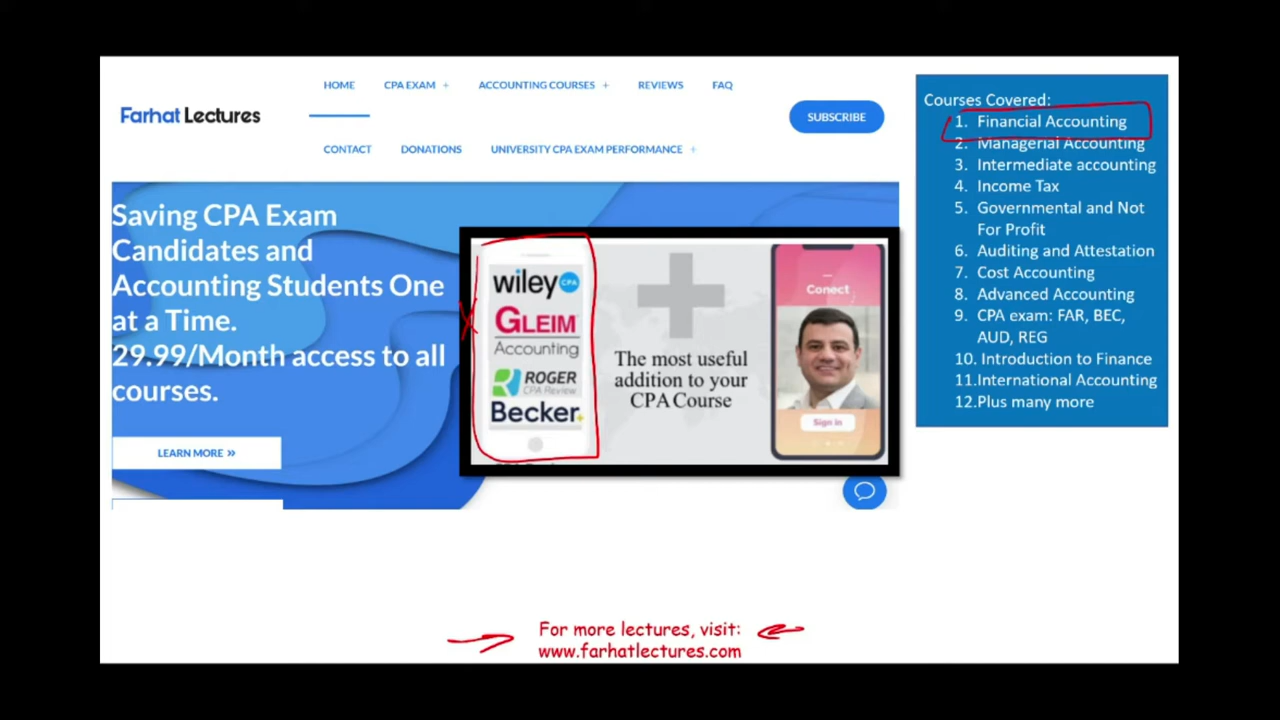 HOME CPA EXAM + ACCOUNTING COURSES + REVIEWS FAQ
Farhat Lectures
SUBSCRIBE
CONTACT DONATIONS UNIVERSITY CPA EXAM PERFORMANCE +
Saving CPA Exam
Candidates and
Accounting Students One
at a Time.
29.99/Month access to all
courses.
LEARN MORE »
wiley CPA
GLEIM
Accounting
ROGER
CPA Review
Becker
The most useful
addition to your
CPA Course
Conect
Sign in
Courses Covered:
1. Financial Accounting
2. Managerial Accounting
3. Intermediate accounting
4. Income Tax
5. Governmental and Not
For Profit
6. Auditing and Attestation
7. Cost Accounting
8. Advanced Accounting
9. CPA exam: FAR, BEC,
AUD, REG
10. Introduction to Finance
11.International Accounting
12.Plus many more
For more lectures, visit:
www.farhatlectures.com